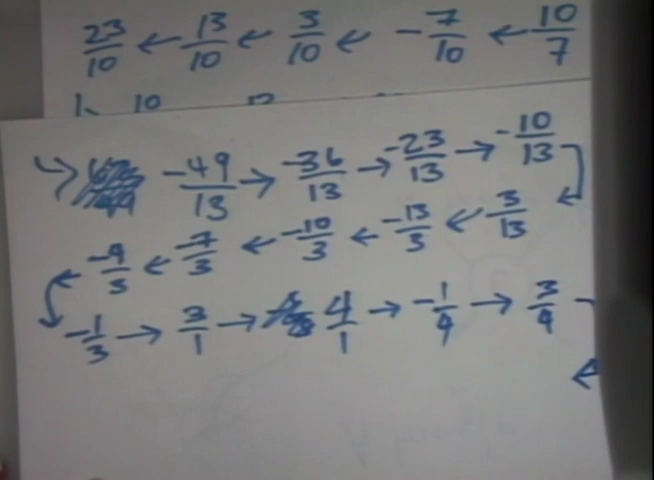 23/10 ← 13/10 ← 3/10 ← -7/10 ← 10/7
-49/13 → -36/13 → -23/13 → -10/13
-9/3 ← -7/3 ← -10/3 ← -13/3 ← 3/13
-1/3 → 3/1 → 4/1 → -1/4 → 3/4